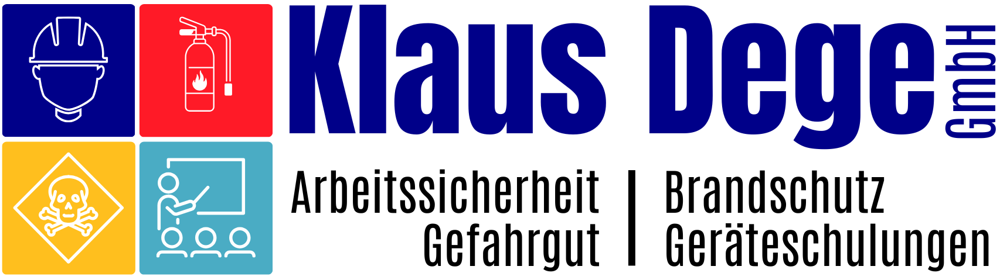 Klaus Dege GmbH
Arbeitssicherheit | Brandschutz
Gefahrgut | Geräteschulungen